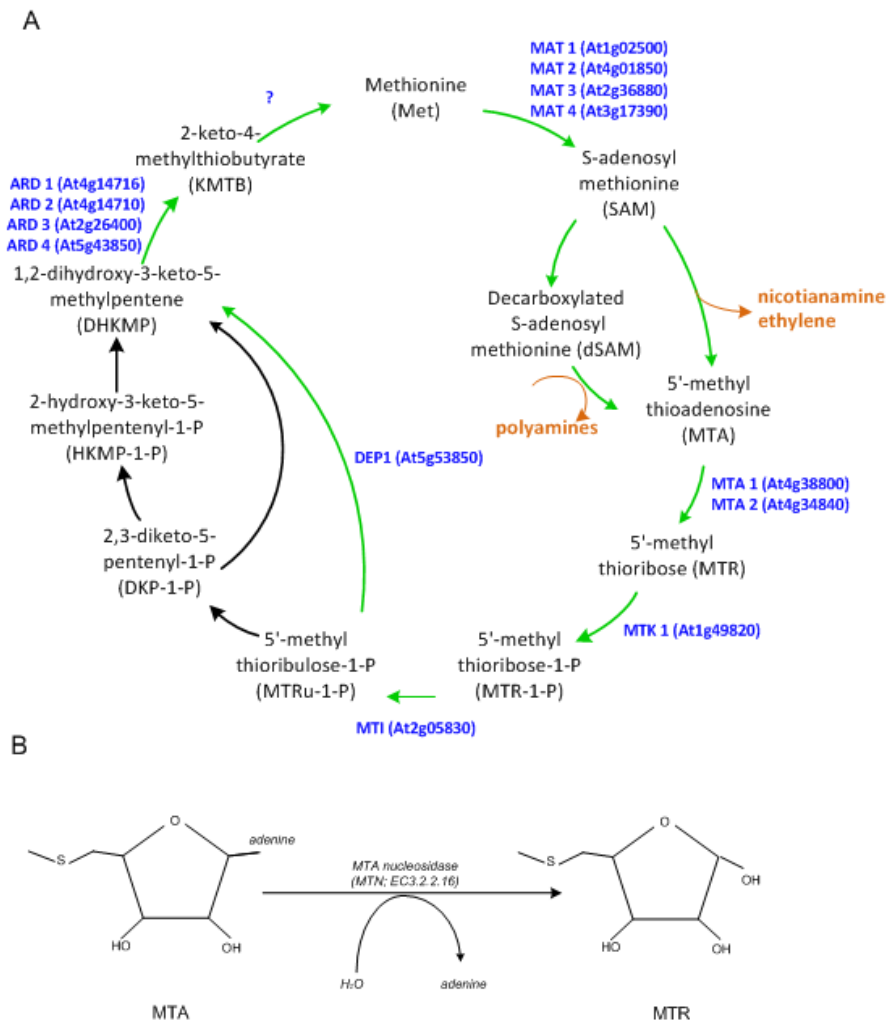 A
Methionine
(Met)
MAT 1 (At1g02500)
MAT 2 (At4g01850)
MAT 3 (At2g36880)
MAT 4 (At3g17390)
?
2-keto-4-
methylthiobutyrate
(KMTB)
S-adenosyl
methionine
(SAM)
ARD 1 (At4g14716)
ARD 2 (At4g14710)
ARD 3 (At2g26400)
ARD 4 (At5g43850)
1,2-dihydroxy-3-keto-5-
methylpentene
(DHKMP)
Decarboxylated
S-adenosyl
methionine (dSAM)
nicotianamine
ethylene
2-hydroxy-3-keto-5-
methylpentenyl-1-P
(HKMP-1-P)
5'-methyl
thioadenosine
(MTA)
polyamines
DEP1 (At5g53850)
MTA 1 (At4g38800)
MTA 2 (At4g34840)
2,3-diketo-5-
pentenyl-1-P
(DKP-1-P)
5'-methyl
thioribose (MTR)
MTK 1 (At1g49820)
5'-methyl
thioribulose-1-P
(MTRu-1-P)
5'-methyl
thioribose-1-P
(MTR-1-P)
MTI (At2g05830)
B
O
adenine
S
HO
OH
MTA
MTA nucleosidase
(MTN; EC3.2.2.16)
H₂O
adenine
O
S
OH
HO
OH
MTR